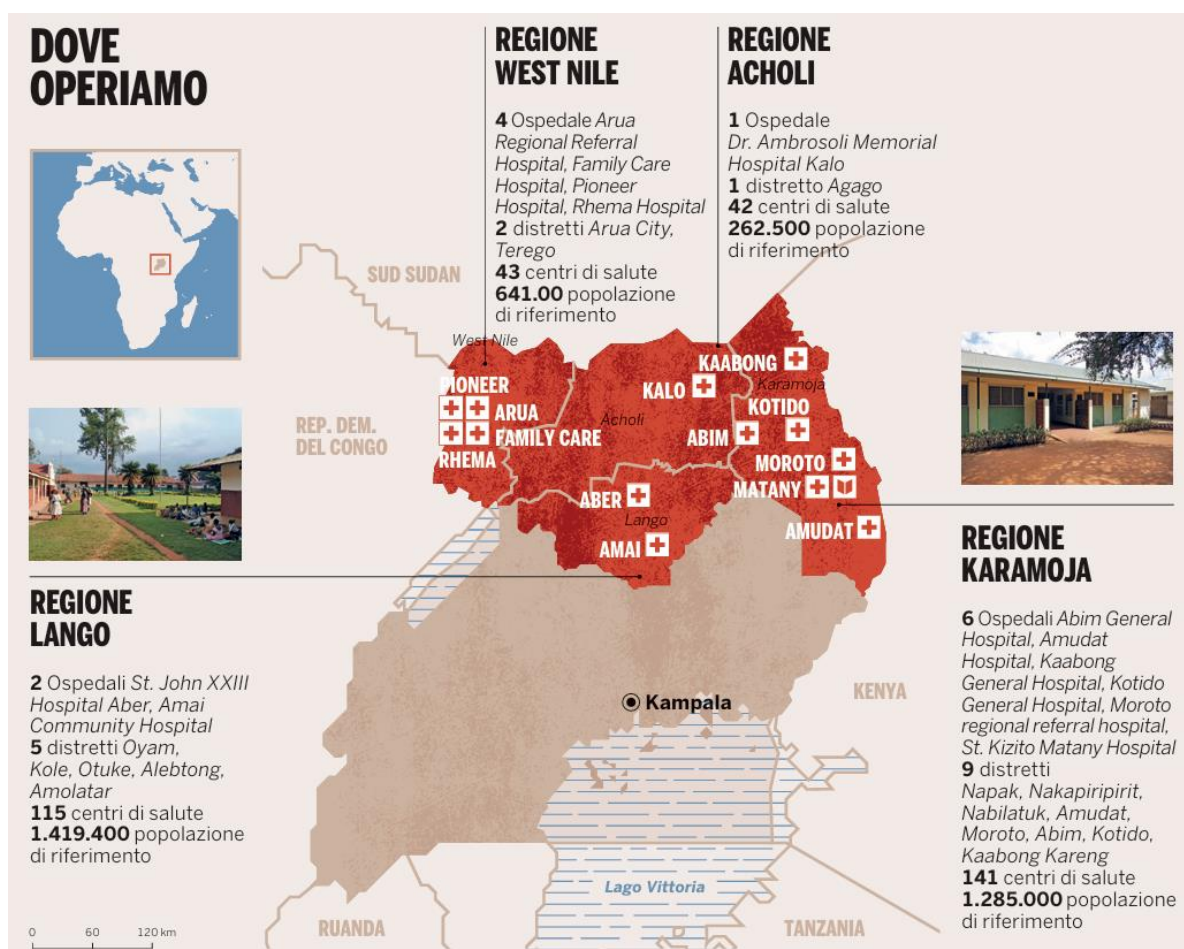 DOVE
OPERIAMO
REGIONE
WEST NILE
4 Ospedale Arua
Regional Referral
Hospital, Family Care
Hospital, Pioneer
Hospital, Rhema Hospital
2 distretti Arua City,
Terego
43 centri di salute
641.00 popolazione
di riferimento
REGIONE
ACHOLI
1 Ospedale
Dr. Ambrosoli Memorial
Hospital Kalo
1 distretto Agago
42 centri di salute
262.500 popolazione
di riferimento
SUD SUDAN
West Nile
PIONEER
ARUA
FAMILY CARE
RHEMA
REP. DEM.
DEL CONGO
Acholi
KALO
KAABONG
Karamoja
KOTIDO
ABIM
MOROTO
MATANY
AMUDAT
ABER
Lango
AMAI
REGIONE
LANGO
2 Ospedali St. John XXIII
Hospital Aber, Amai
Community Hospital
5 distretti Oyam,
Kole, Otuke, Alebtong,
Amolatar
115 centri di salute
1.419.400 popolazione
di riferimento
REGIONE
KARAMOJA
6 Ospedali Abim General
Hospital, Amudat
Hospital, Kaabong
General Hospital, Kotido
General Hospital, Moroto
regional referral hospital,
St. Kizito Matany Hospital
9 distretti
Napak, Nakapiripirit,
Nabilatuk, Amudat,
Moroto, Abim, Kotido,
Kaabong Kareng
141 centri di salute
1.285.000 popolazione
di riferimento
Kampala
KENYA
Lago Vittoria
RUANDA
TANZANIA
0 60 120 km